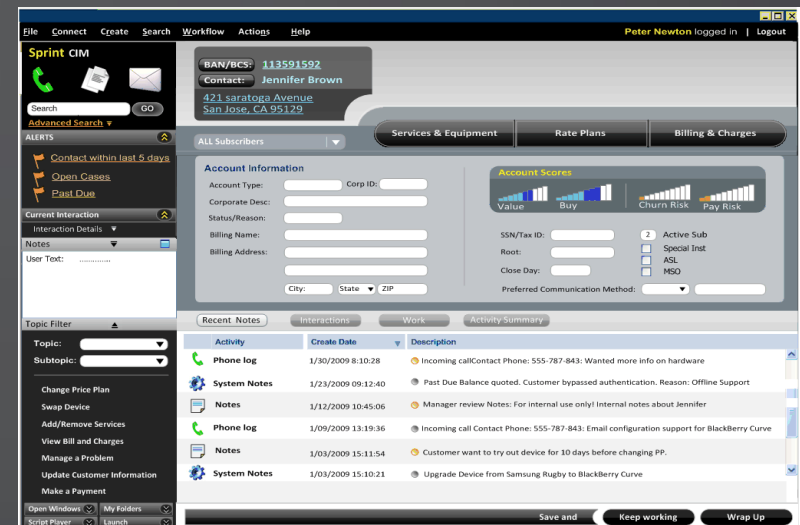 File Connect Create Search Workflow Actions Help Peter Newton logged in | Logout
Sprint CIM
Search GO
Advanced Search
ALERTS
Contact within last 5 days
Open Cases
Past Due
Current Interaction
Interaction Details
Notes
User Text: ..............
Topic Filter
Topic:
Subtopic:
Change Price Plan
Swap Device
Add/Remove Services
View Bill and Charges
Manage a Problem
Update Customer Information
Make a Payment
Open Windows My Folders
Script Player Launch
BAN/BCS: 113591592
Contact: Jennifer Brown
421 saratoga Avenue
San Jose, CA 95129
ALL Subscribers
Services & Equipment Rate Plans Billing & Charges
Account Information
Account Type: Corp ID:
Corporate Desc:
Status/Reason:
Billing Name:
Billing Address:
City: State ZIP
Account Scores
Value Buy Churn Risk Pay Risk
SSN/Tax ID: 2 Active Sub
Root: Special Inst
ASL
Close Day: MSO
Preferred Communication Method:
Recent Notes Interactions Work Activity Summary
Activity Create Date Description
Phone log 1/30/2009 8:10:28 Incoming callContact Phone: 555-787-843: Wanted more info on hardware
System Notes 1/23/2009 09:12:40 Past Due Balance quoted. Customer bypassed authentication. Reason: Offline Support
Notes 1/12/2009 10:45:06 Manager review Notes: For internal use only! Internal notes about Jennifer
Phone log 1/09/2009 13:19:36 Incoming call Contact Phone: 555-787-843: Email configuration support for BlackBerry Curve
Notes 1/03/2009 15:11:54 Customer want to try out device for 10 days before changing PP.
System Notes 1/03/2009 15:10:21 Upgrade Device from Samsung Rugby to BlackBerry Curve
Save and Keep working Wrap Up